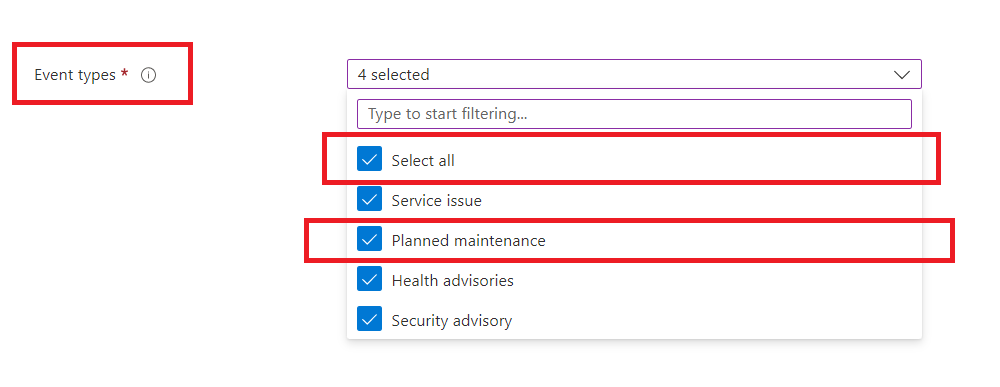 Event types *
4 selected
Type to start filtering...
Select all
Service issue
Planned maintenance
Health advisories
Security advisory